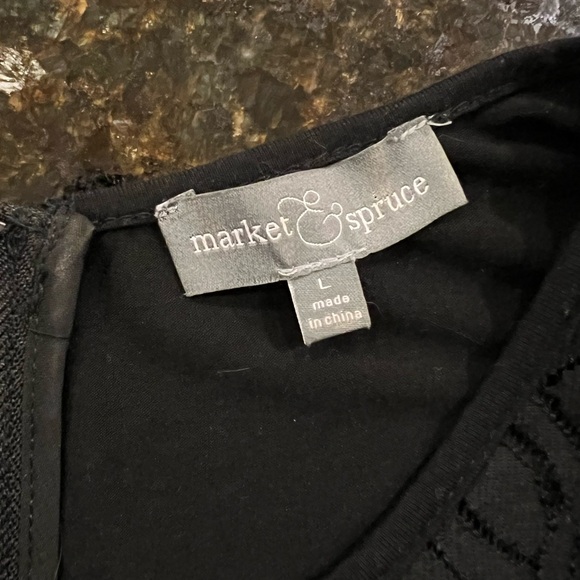 market & spruce
L
made
in china